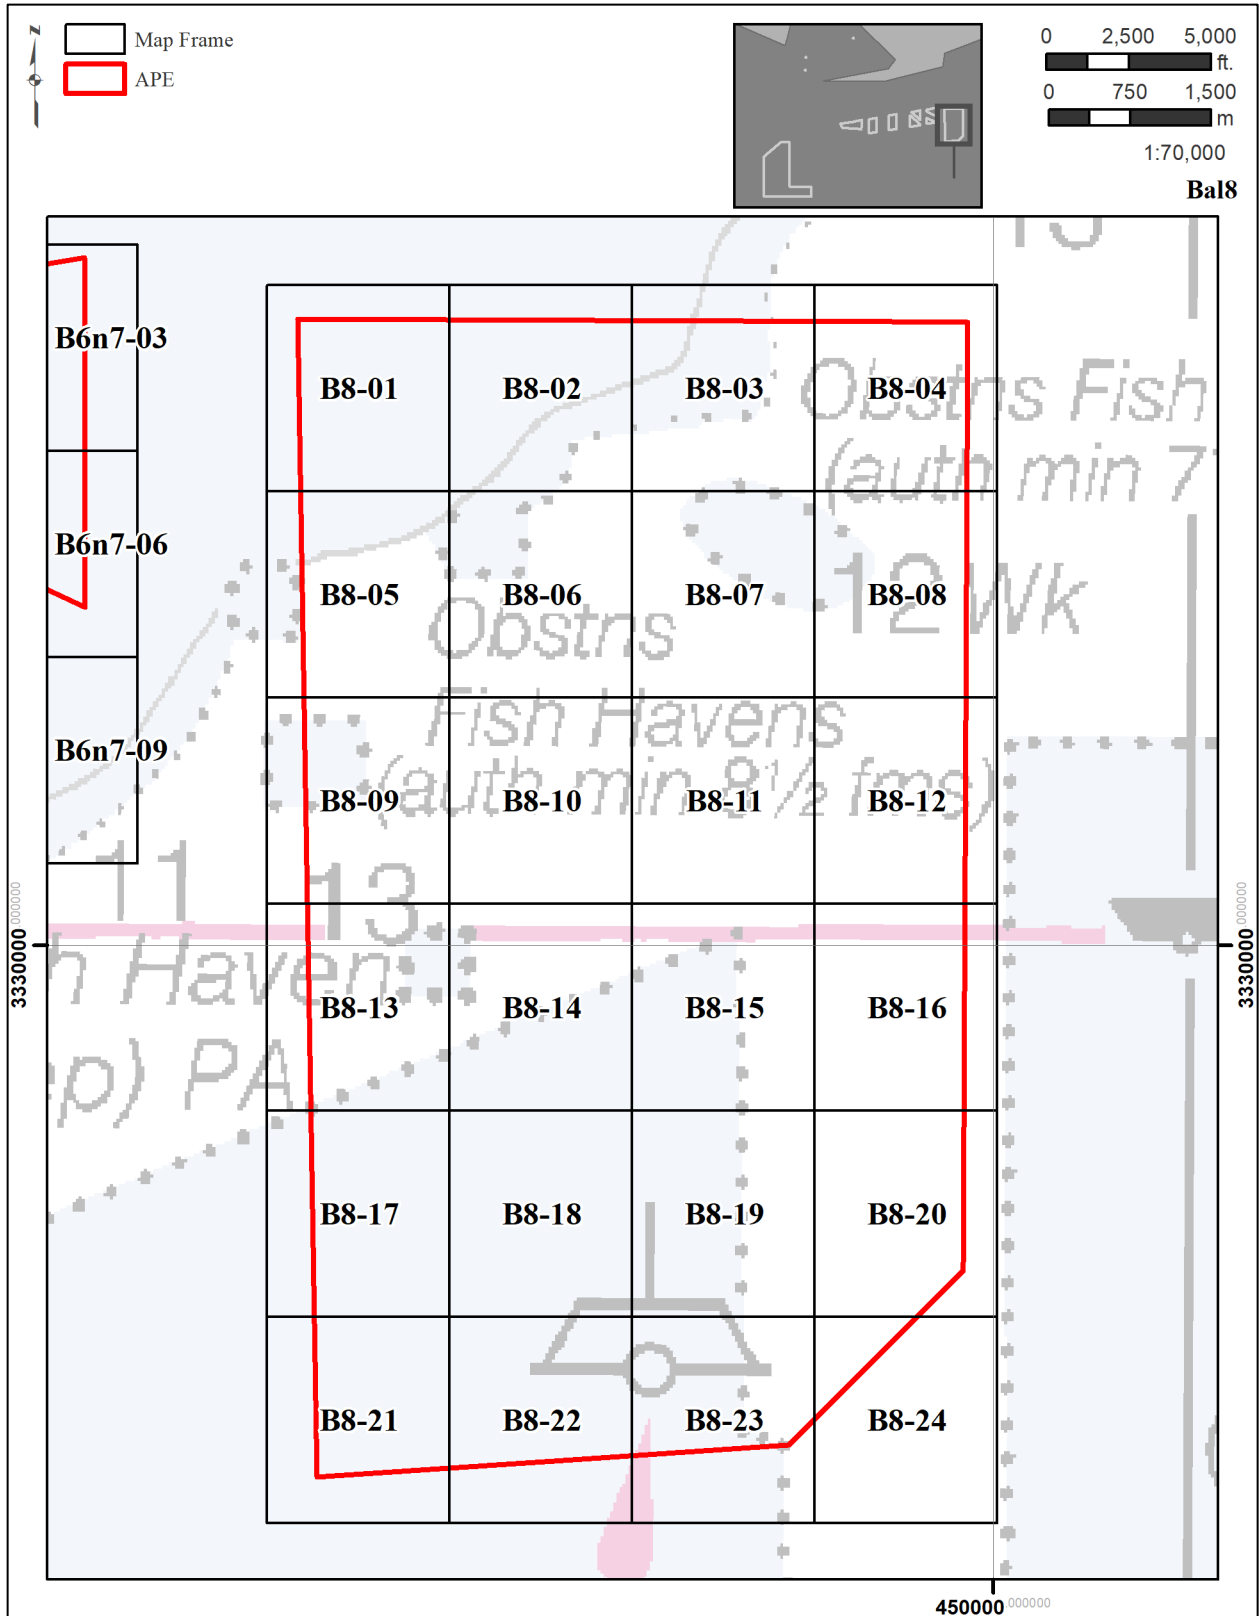 z
Map Frame
APE
0 2,500 5,000
ft.
0 750 1,500
m
1:70,000
Bal8
B6n7-03
B8-01 B8-02 B8-03 B8-04
Obstns Fish
(auth min 7
B6n7-06
B8-05 B8-06 B8-07 B8-08
12 Wk
Obstns
Fish Havens
B6n7-09
(auth min 8½ fms)
B8-09 B8-10 B8-11 B8-12
11
13
3330000.000000
3330000.000000
h Haven
B8-13 B8-14 B8-15 B8-16
p) PA
B8-17 B8-18 B8-19 B8-20
B8-21 B8-22 B8-23 B8-24
450000.000000